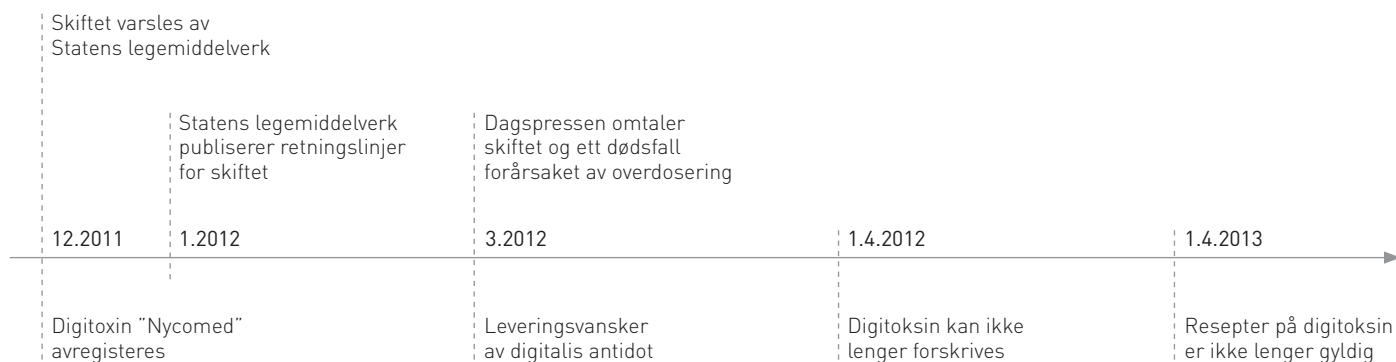 Skiftet varsles av
Statens legemiddelverk
Statens legemiddelverk
publiserer retningslinjer
for skiftet
Dagspressen omtaler
skiftet og ett dødsfall
forårsaket av overdosering
12.2011
1.2012
3.2012
1.4.2012
1.4.2013
Digitoxin ”Nycomed”
avregisteres
Leveringsvansker
av digitalis antidot
Digitoksin kan ikke
lenger forskrives
Resepter på digitoksin
er ikke lenger gyldig